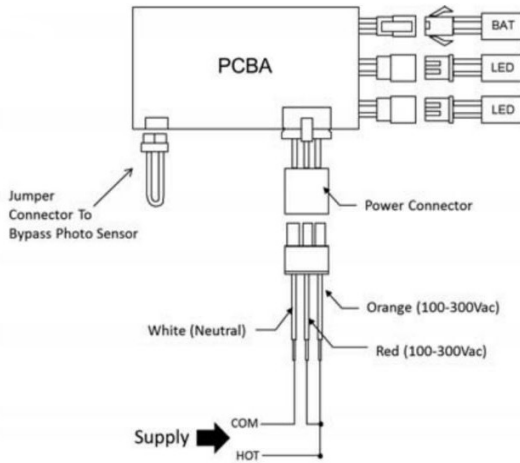 PCBA
BAT
LED
LED
Jumper
Connector To
Bypass Photo Sensor
Power Connector
Orange (100-300Vac)
White (Neutral)
Red (100-300Vac)
COM
Supply
HOT